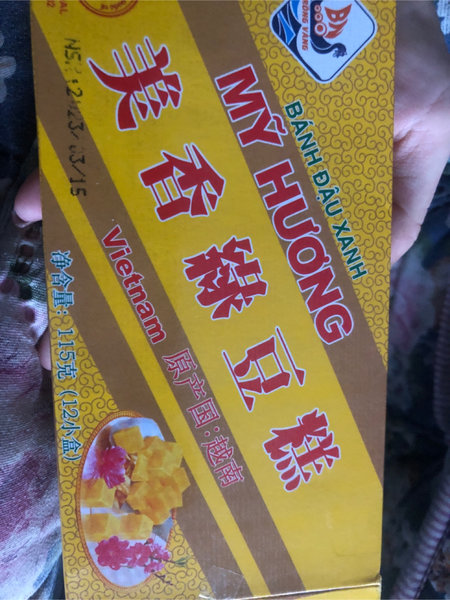 BÁNH ĐẬU XANH
MỸ HƯƠNG
美香綠豆糕
Vietnam 原产国:越南
净含量:115克(12小盒)